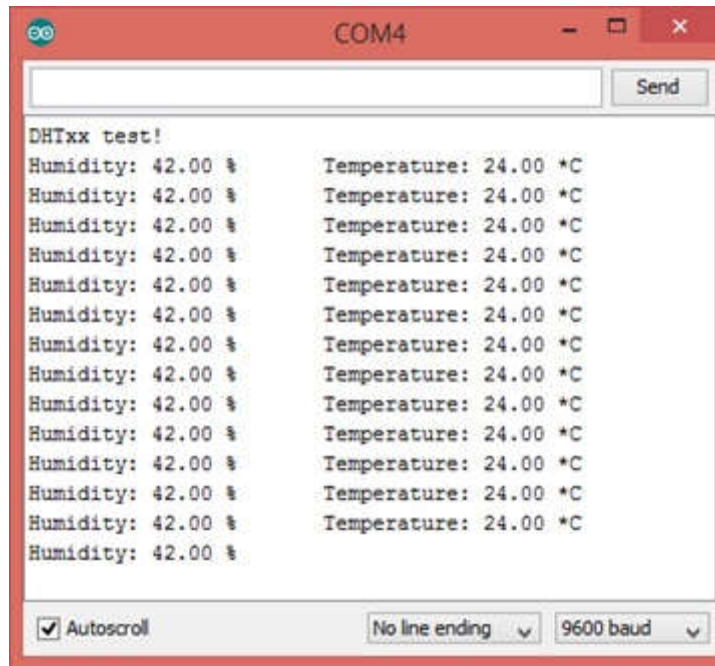 COM4
Send
DHTxx test!
Humidity: 42.00 % Temperature: 24.00 *C
Humidity: 42.00 % Temperature: 24.00 *C
Humidity: 42.00 % Temperature: 24.00 *C
Humidity: 42.00 % Temperature: 24.00 *C
Humidity: 42.00 % Temperature: 24.00 *C
Humidity: 42.00 % Temperature: 24.00 *C
Humidity: 42.00 % Temperature: 24.00 *C
Humidity: 42.00 % Temperature: 24.00 *C
Humidity: 42.00 % Temperature: 24.00 *C
Humidity: 42.00 % Temperature: 24.00 *C
Humidity: 42.00 % Temperature: 24.00 *C
Humidity: 42.00 % Temperature: 24.00 *C
Humidity: 42.00 % Temperature: 24.00 *C
Humidity: 42.00 %
Autoscroll No line ending 9600 baud